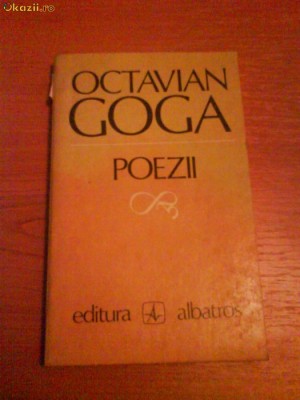 Okazii.ro
OCTAVIAN
GOGA
POEZII
editura albatros